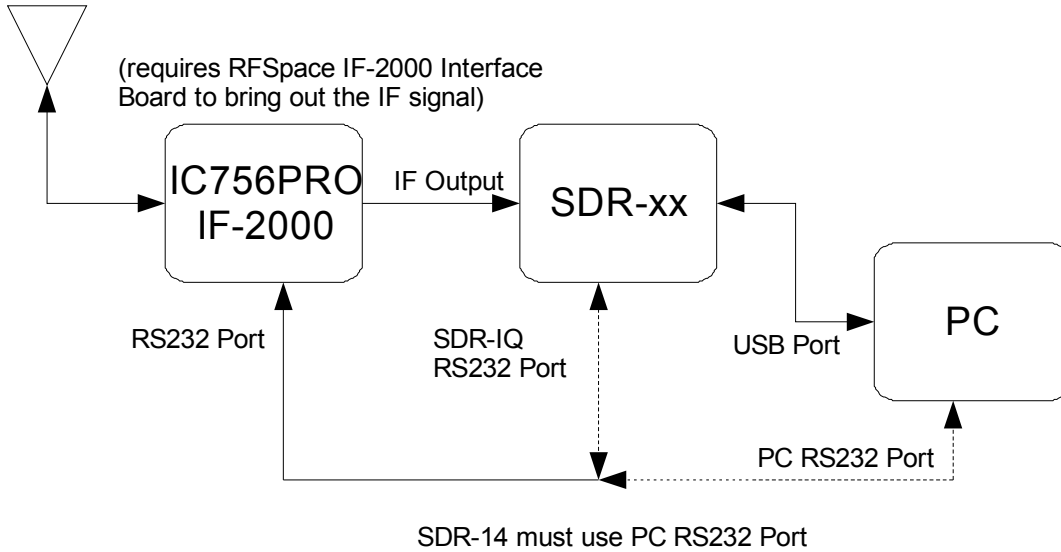 (requires RFSpace IF-2000 Interface
Board to bring out the IF signal)
IC756PRO
IF-2000
IF Output
SDR-xx
PC
RS232 Port
SDR-IQ
RS232 Port
USB Port
PC RS232 Port
SDR-14 must use PC RS232 Port